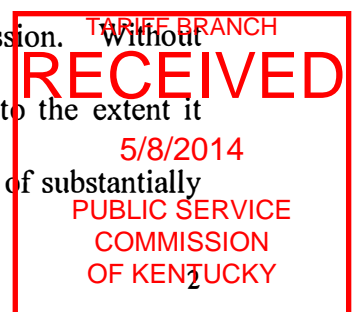 ssion. Without
TARIFF BRANCH
RECEIVED
to the extent it
5/8/2014
of substantially
PUBLIC SERVICE
COMMISSION
OF KENTUCKY
2